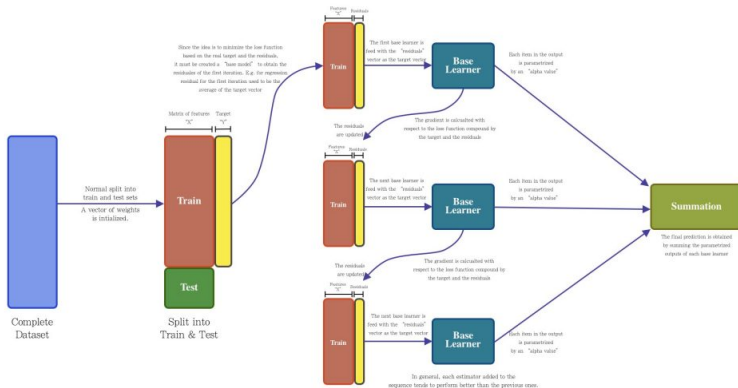 Features
"X"
Residuals
Since the idea is to minimize the loss function
based on the real target and the residuals,
it must be created a "base model" to obtain the
residuales of the first iteration. E.g. the regression
residual for the first iteration used to be the
average of the target vector
Train
The first base learner is
feed with the "residuals"
vector as the target vector
Base
Learner
Each item in the output
is parametrized
by an "alpha value"
The residuals
are updated
The gradient is calcualted with
respect to the loss function compound by
the target and the residuals
Matrix of features
"X"
Target
"y"
Train
Test
Normal split into
train and test sets
A vector of weights
is initialized.
Complete
Dataset
Split into
Train & Test
Features
"X"
Residuals
Train
The next base learner is
feed with the "residuals"
vector as the target vector
Base
Learner
Each item in the output
is parametrized
by an "alpha value"
Summation
The final prediction is obtained
by summing the parametrized
outputs of each base learner
The residuals
are updated
The gradient is calcualted with
respect to the loss function compound by
the target and the residuals
Features
"X"
Residuals
Train
The next base learner is
feed with the "residuals"
vector as the target vector
Base
Learner
Each item in the output
is parametrized
by an "alpha value"
In general, each estimator added to the
sequence tends to perform better than the previous ones.